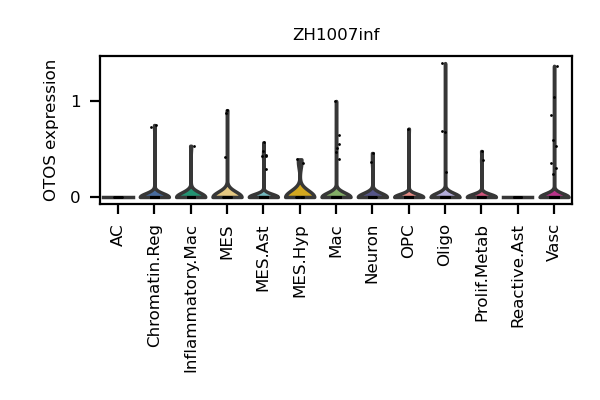 ZH1007inf
OTOS expression
1
0
AC
Chromatin.Reg
Inflammatory.Mac
MES
MES.Ast
MES.Hyp
Mac
Neuron
OPC
Oligo
Prolif.Metab
Reactive.Ast
Vasc